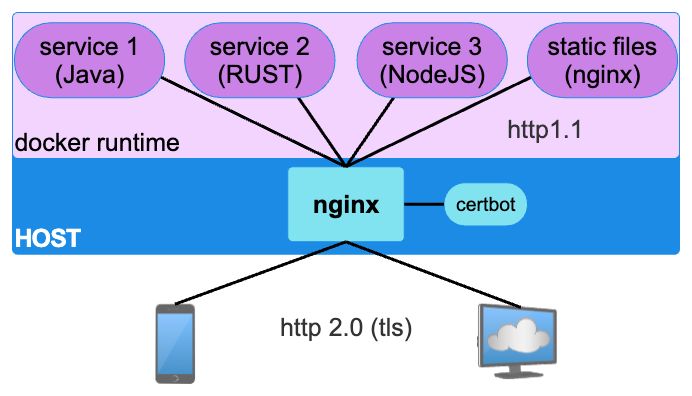 service 1
(Java)
service 2
(RUST)
service 3
(NodeJS)
static files
(nginx)
docker runtime
http1.1
nginx
certbot
HOST
http 2.0 (tls)